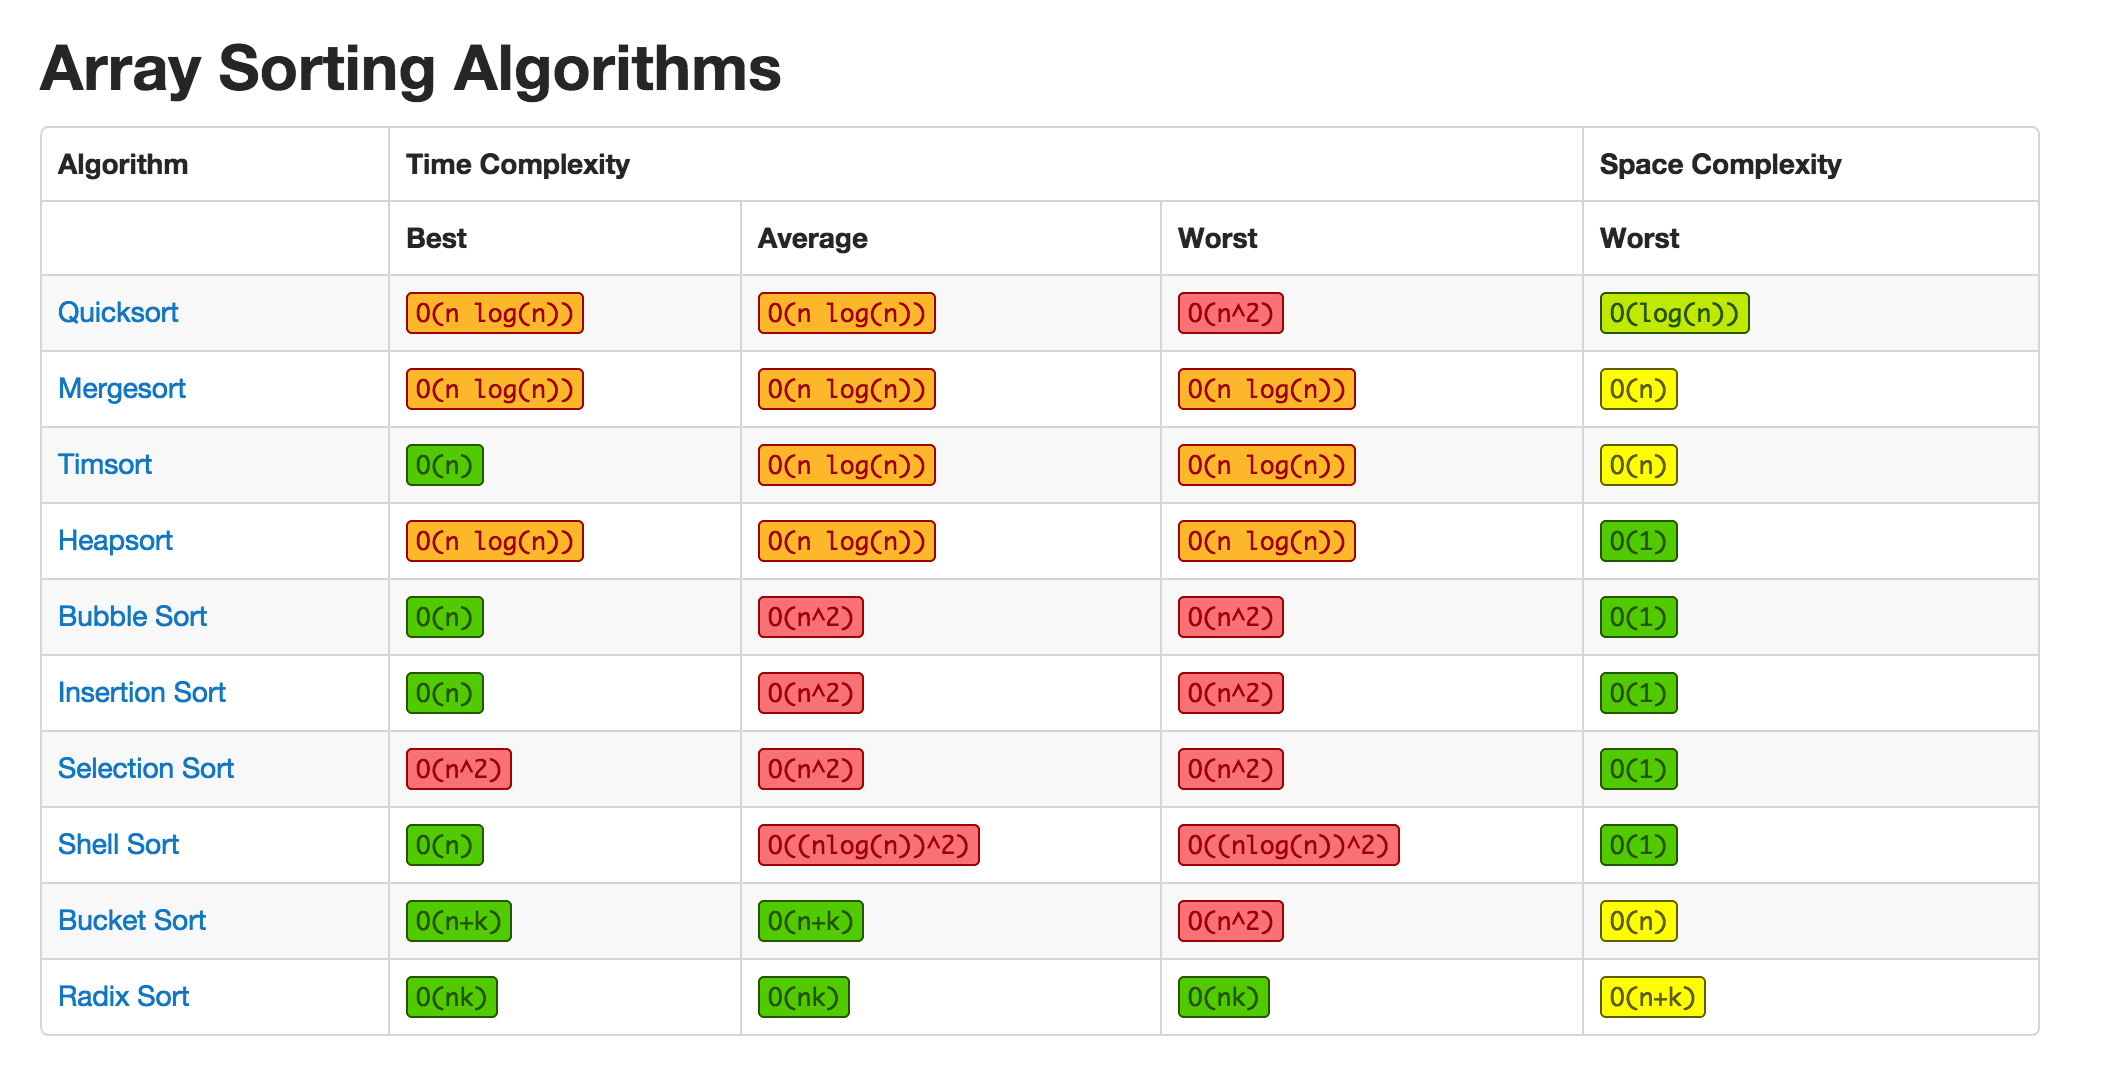 Array Sorting Algorithms
Algorithm Time Complexity Space Complexity
Best Average Worst Worst
Quicksort O(n log(n)) O(n log(n)) O(n^2) O(log(n))
Mergesort O(n log(n)) O(n log(n)) O(n log(n)) O(n)
Timsort O(n) O(n log(n)) O(n log(n)) O(n)
Heapsort O(n log(n)) O(n log(n)) O(n log(n)) O(1)
Bubble Sort O(n) O(n^2) O(n^2) O(1)
Insertion Sort O(n) O(n^2) O(n^2) O(1)
Selection Sort O(n^2) O(n^2) O(n^2) O(1)
Shell Sort O(n) O((nlog(n))^2) O((nlog(n))^2) O(1)
Bucket Sort O(n+k) O(n+k) O(n^2) O(n)
Radix Sort O(nk) O(nk) O(nk) O(n+k)